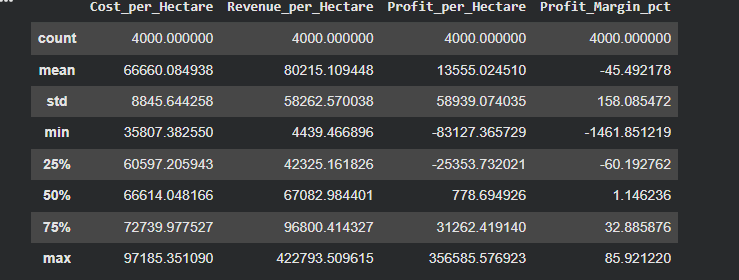 Cost_per_Hectare Revenue_per_Hectare Profit_per_Hectare Profit_Margin_pct
count 4000.000000 4000.000000 4000.000000 4000.000000
mean 66660.084938 80215.109448 13555.024510 -45.492178
std 8845.644258 58262.570038 58939.074035 158.085472
min 35807.382550 4439.466896 -83127.365729 -1461.851219
25% 60597.205943 42325.161826 -25353.732021 -60.192762
50% 66614.048166 67082.984401 778.694926 1.146236
75% 72739.977527 96800.414327 31262.419140 32.885876
max 97185.351090 422793.509615 356585.576923 85.921220